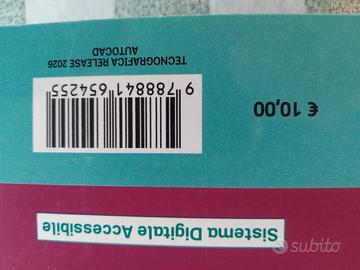 Sistema Digitale Accessibile
€ 10,00
9 788841 654255
TECNOGRAFICA RELEASE 2026
AUTOCAD
subito